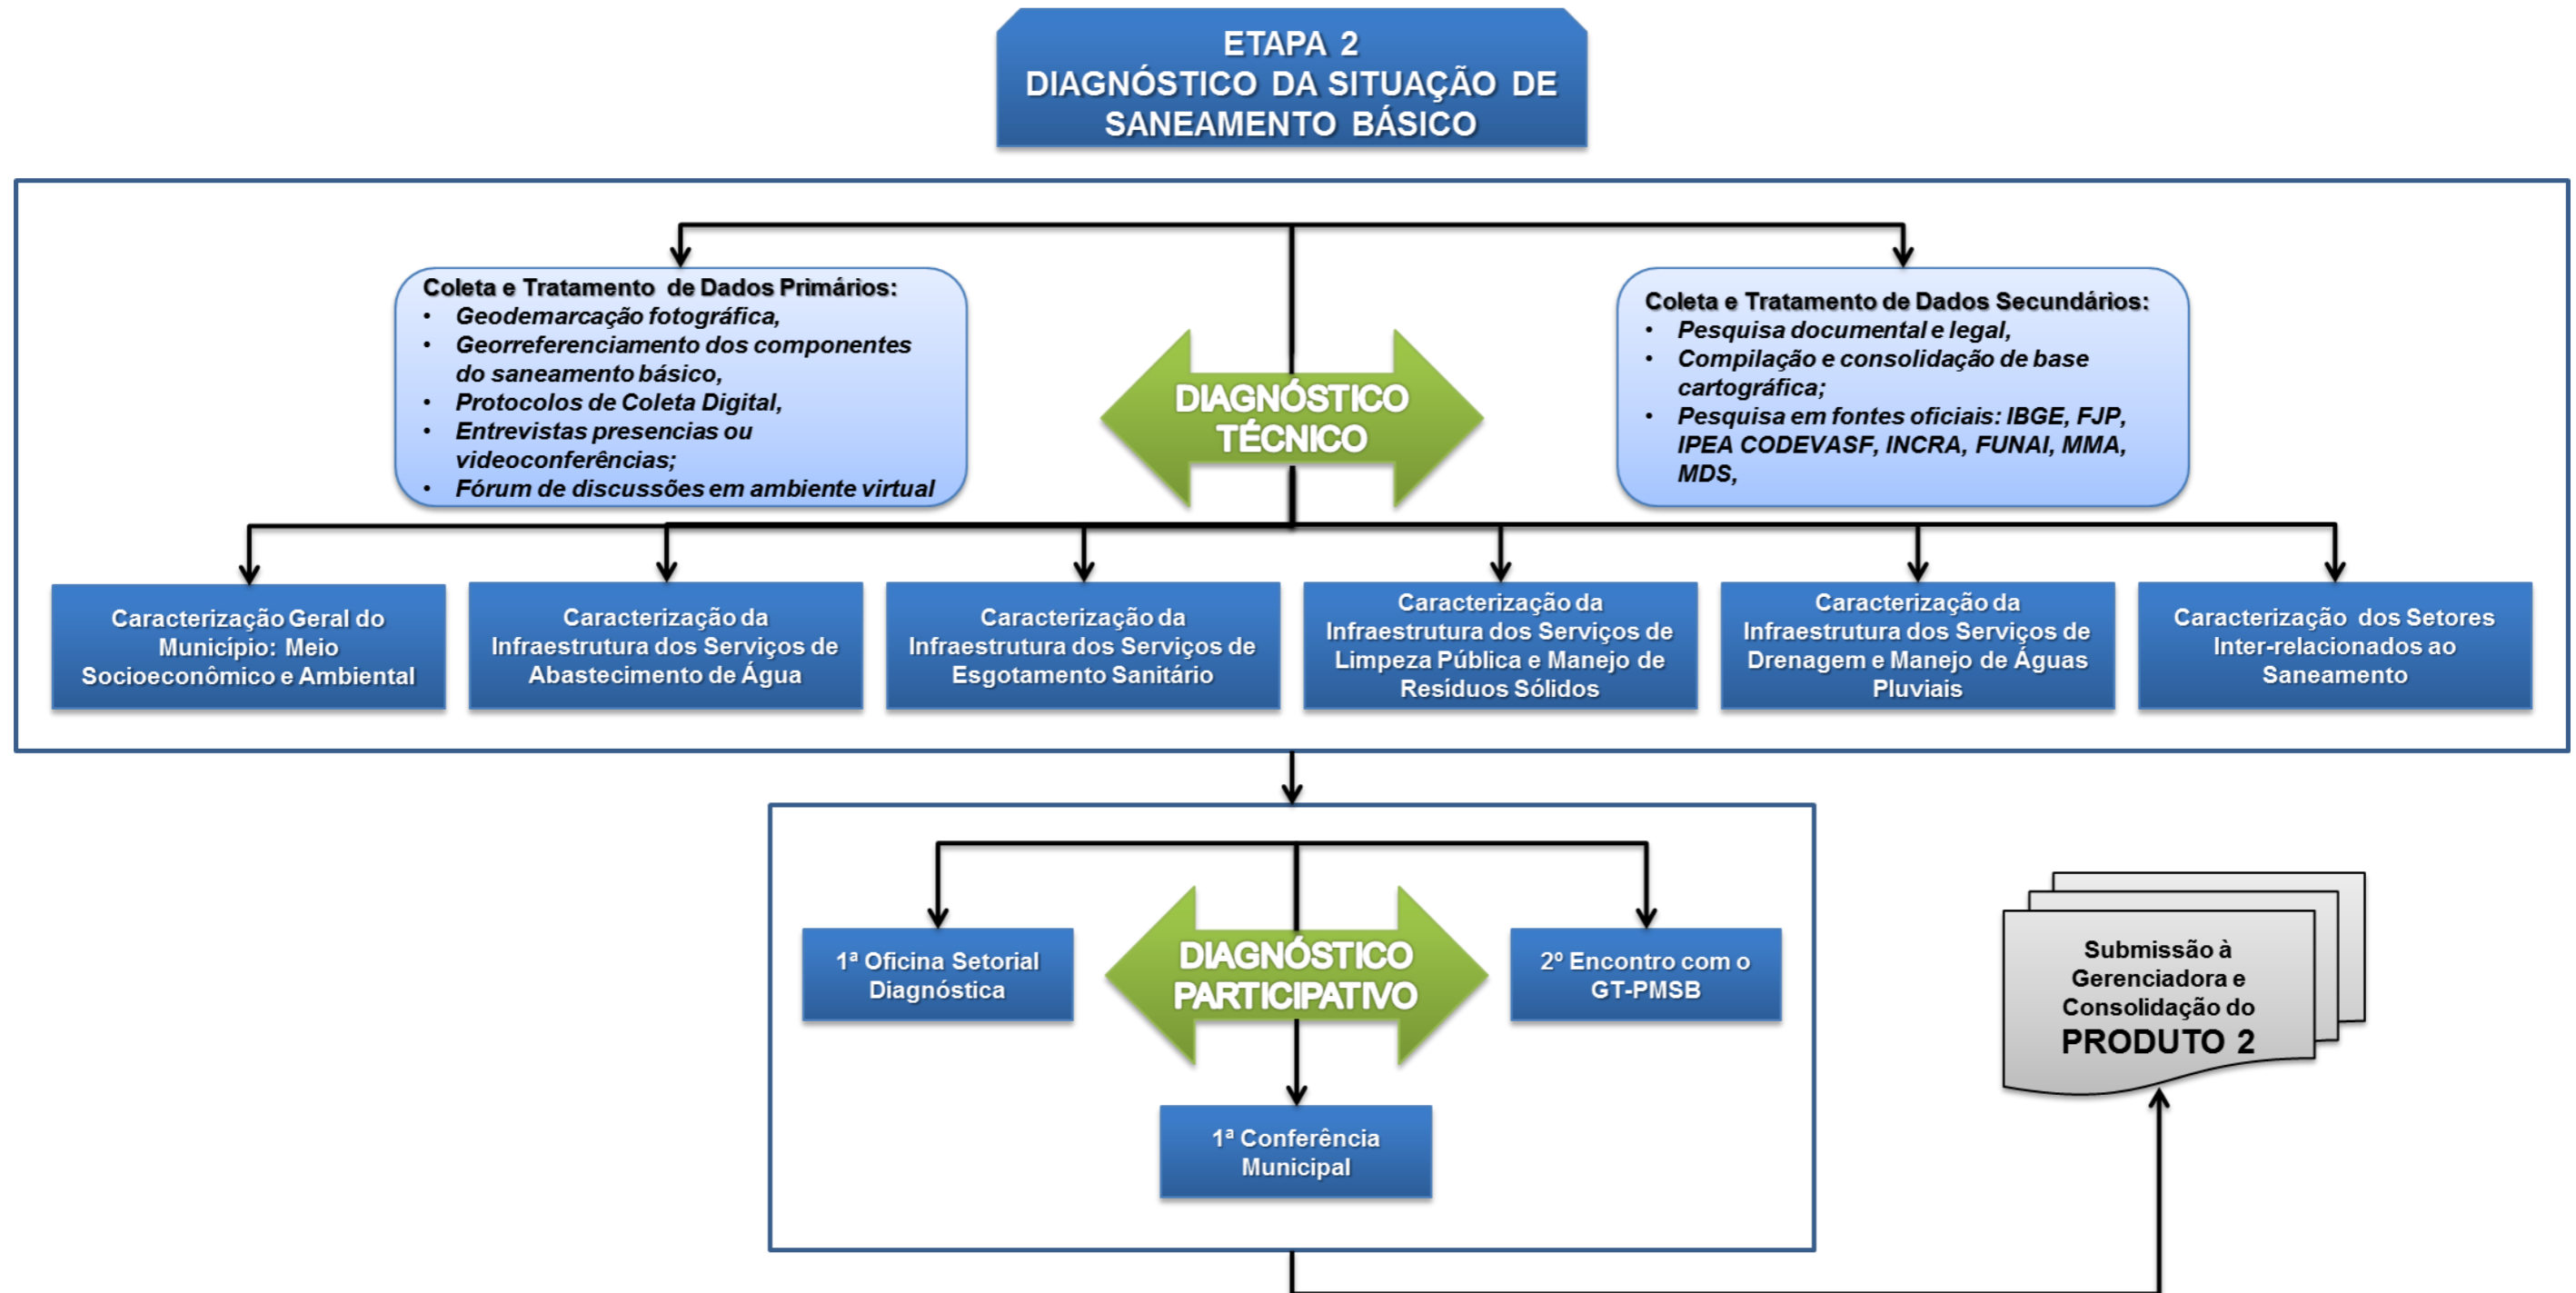 ETAPA 2
DIAGNÓSTICO DA SITUAÇÃO DE
SANEAMENTO BÁSICO
Coleta e Tratamento de Dados Primários:
• Geodemarcação fotográfica,
• Georreferenciamento dos componentes
do saneamento básico,
• Protocolos de Coleta Digital,
• Entrevistas presencias ou
videoconferências;
• Fórum de discussões em ambiente virtual
DIAGNÓSTICO
TÉCNICO
Coleta e Tratamento de Dados Secundários:
• Pesquisa documental e legal,
• Compilação e consolidação de base
cartográfica;
• Pesquisa em fontes oficiais: IBGE, FJP,
IPEA CODEVASF, INCRA, FUNAI, MMA,
MDS,
Caracterização Geral do
Município: Meio
Socioeconômico e Ambiental
Caracterização da
Infraestrutura dos Serviços de
Abastecimento de Água
Caracterização da
Infraestrutura dos Serviços de
Esgotamento Sanitário
Caracterização da
Infraestrutura dos Serviços de
Limpeza Pública e Manejo de
Resíduos Sólidos
Caracterização da
Infraestrutura dos Serviços de
Drenagem e Manejo de Águas
Pluviais
Caracterização dos Setores
Inter-relacionados ao
Saneamento
1ª Oficina Setorial
Diagnóstica
DIAGNÓSTICO
PARTICIPATIVO
2º Encontro com o
GT-PMSB
1ª Conferência
Municipal
Submissão à
Gerenciadora e
Consolidação do
PRODUTO 2